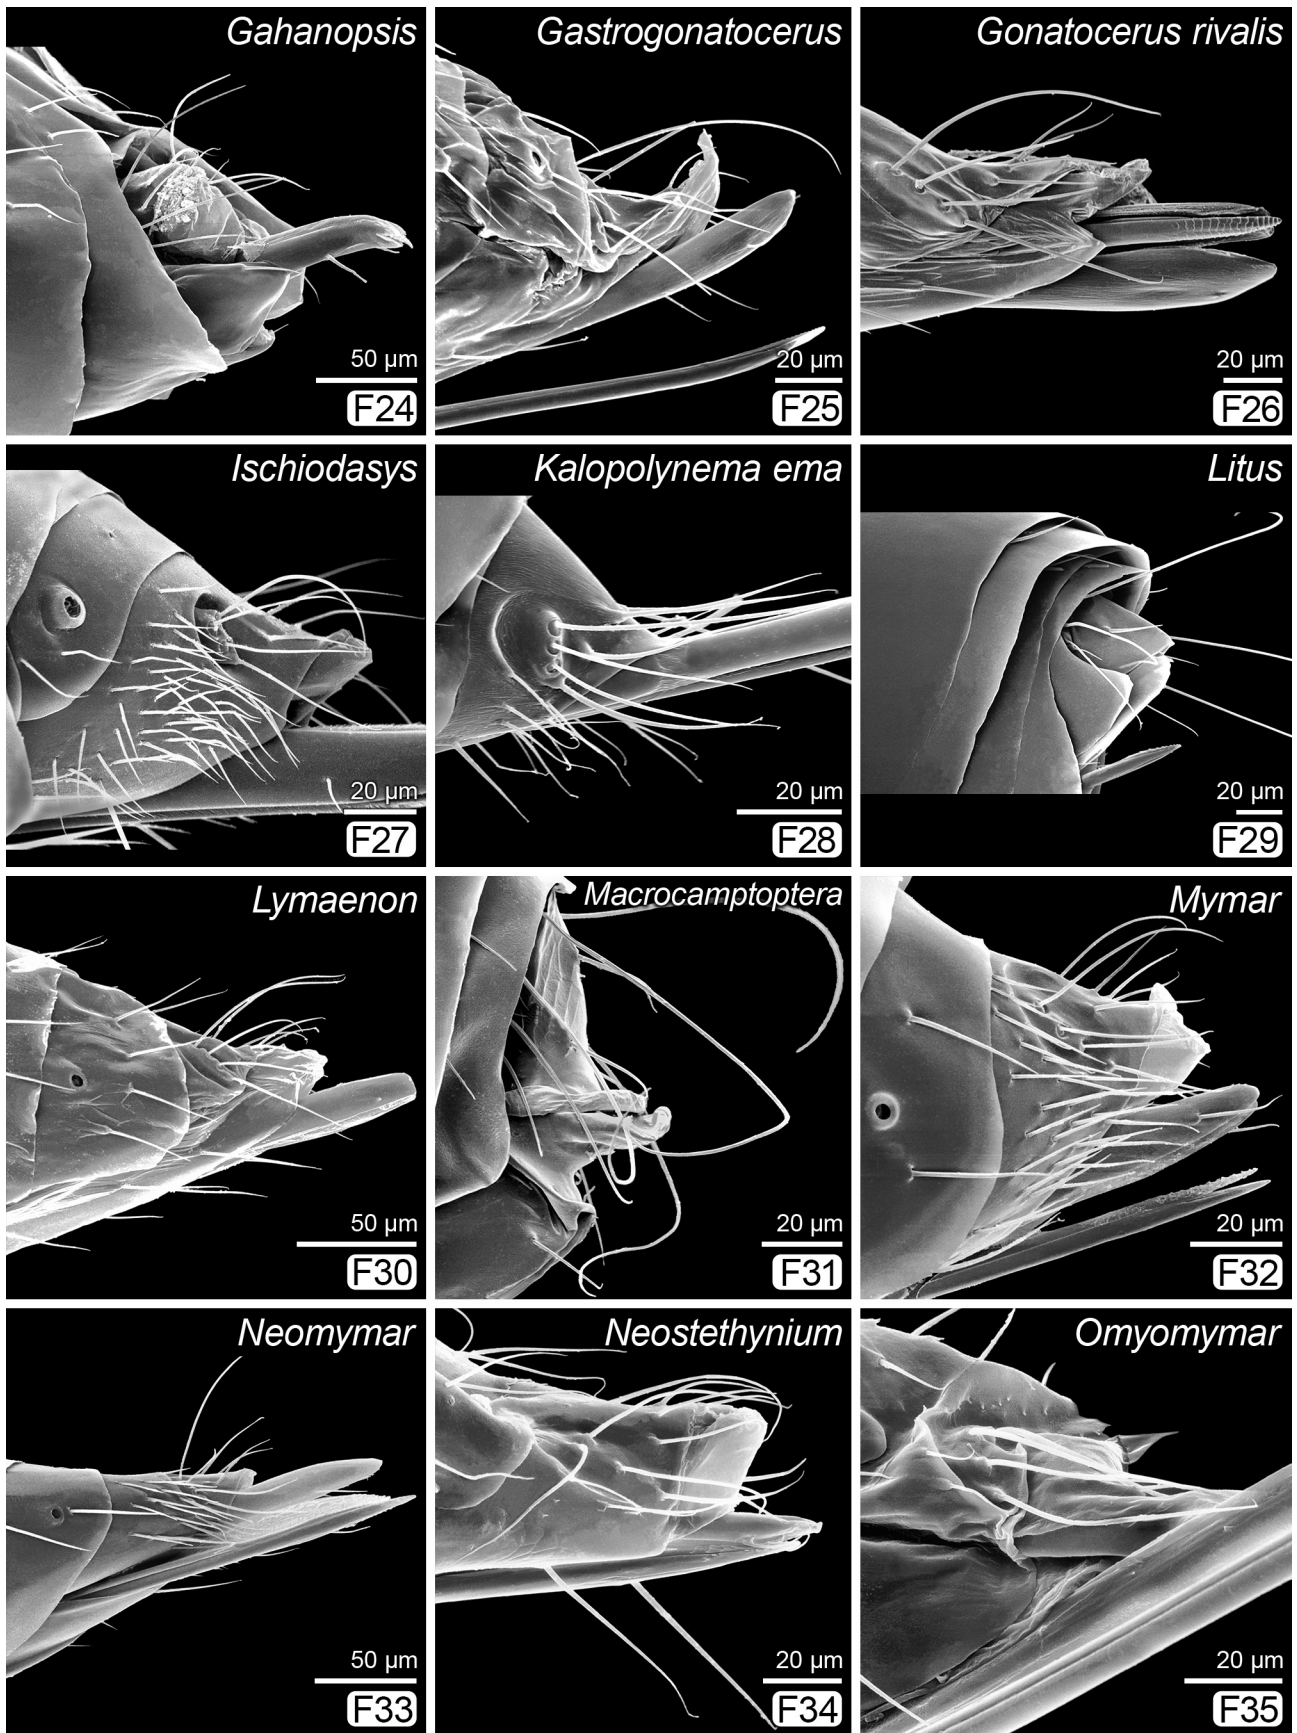 Gahanopsis
50 µm
F24
Gastrogonatocerus
20 µm
F25
Gonatocerus rivalis
20 µm
F26
Ischiodasys
20 µm
F27
Kalopolynema ema
20 µm
F28
Litus
20 µm
F29
Lymaenon
50 µm
F30
Macrocamptoptera
20 µm
F31
Mymar
20 µm
F32
Neomymar
50 µm
F33
Neostethynium
20 µm
F34
Omyomymar
20 µm
F35